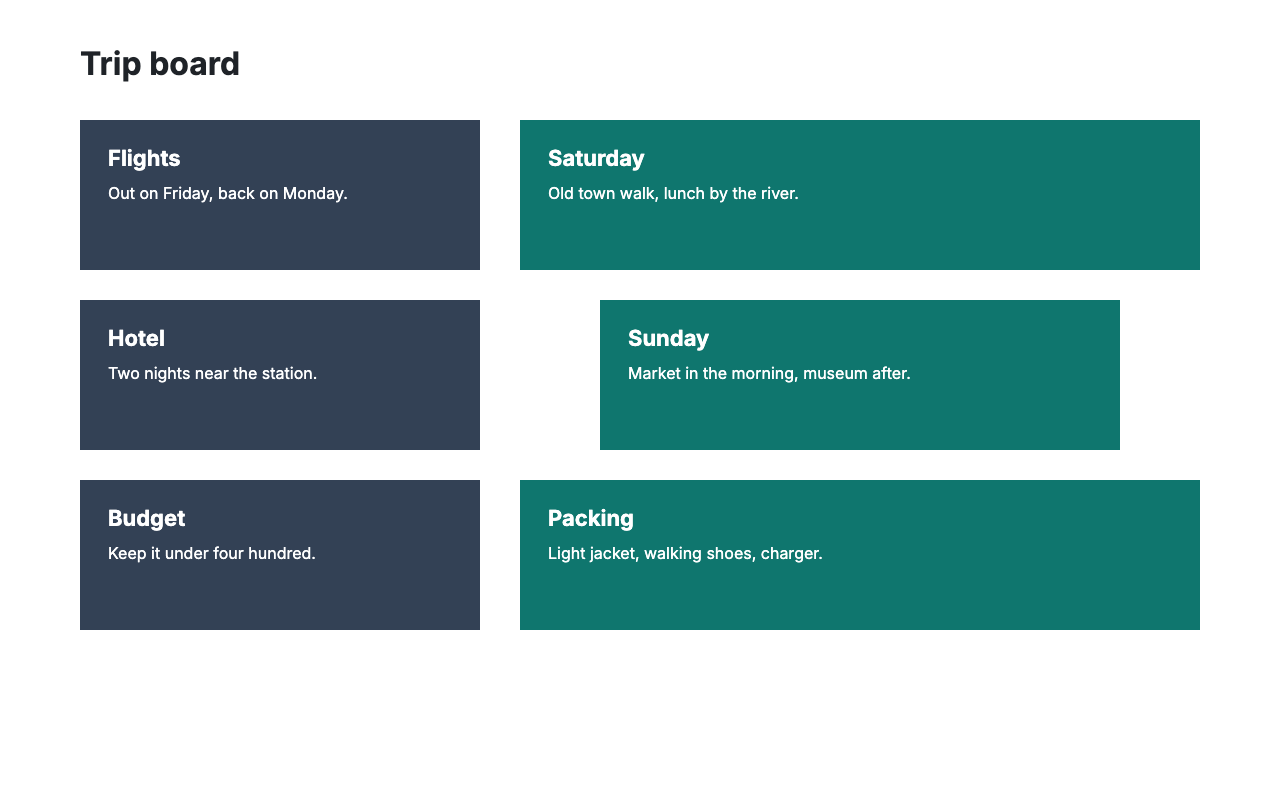 Trip board
Flights
Out on Friday, back on Monday.
Saturday
Old town walk, lunch by the river.
Hotel
Two nights near the station.
Sunday
Market in the morning, museum after.
Budget
Keep it under four hundred.
Packing
Light jacket, walking shoes, charger.